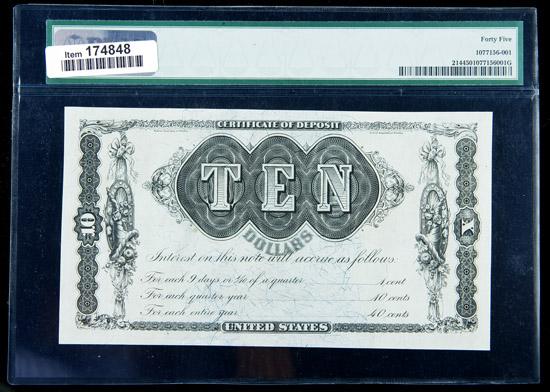 Item 174848
Forty Five
1077156-001
2144501077156001G
CERTIFICATE OF DEPOSIT
TEN
DOLLARS
10
X
Interest on this note will accrue as follows:
For each 9 days or 1/10 of a quarter 1 cent
For each quarter year 10 cents
For each entire year 40 cents
UNITED STATES